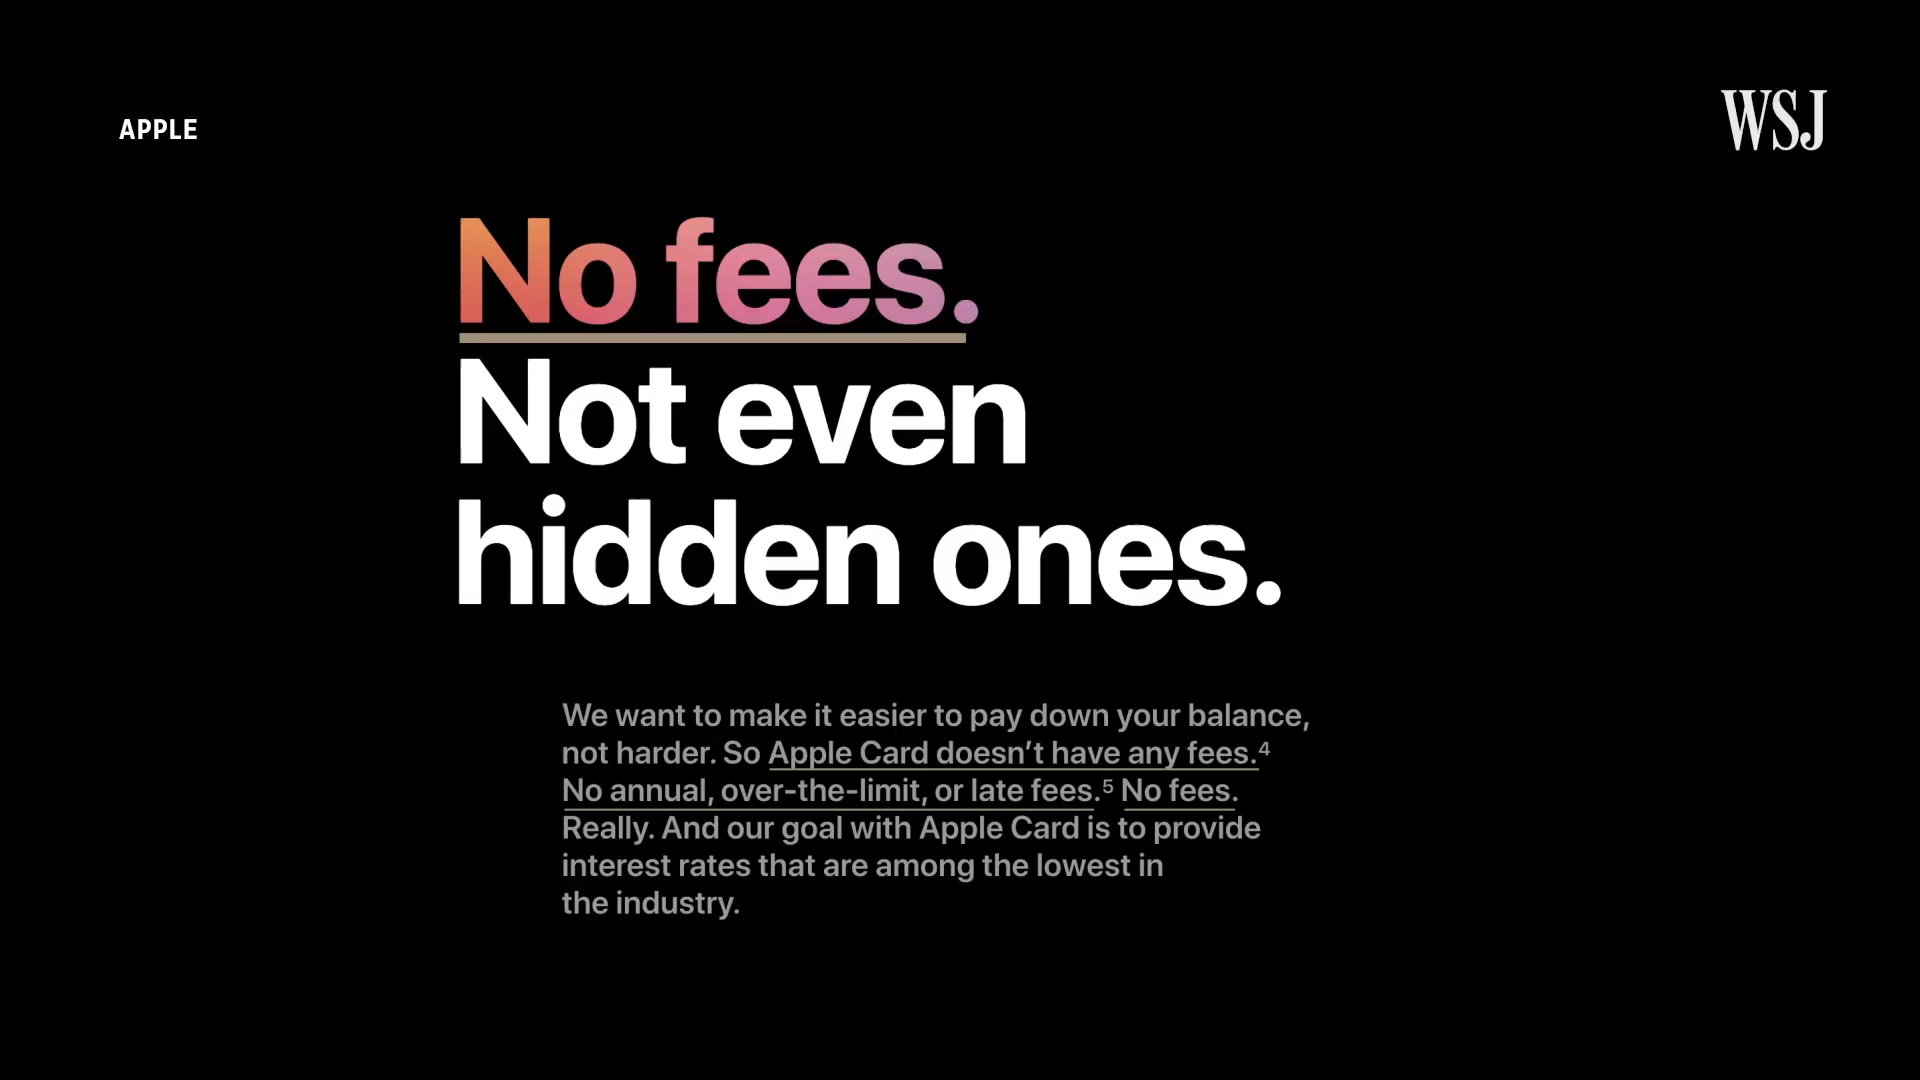 APPLE
WSJ
No fees.
Not even
hidden ones.
We want to make it easier to pay down your balance,
not harder. So Apple Card doesn’t have any fees.⁴
No annual, over-the-limit, or late fees.⁵ No fees.
Really. And our goal with Apple Card is to provide
interest rates that are among the lowest in
the industry.